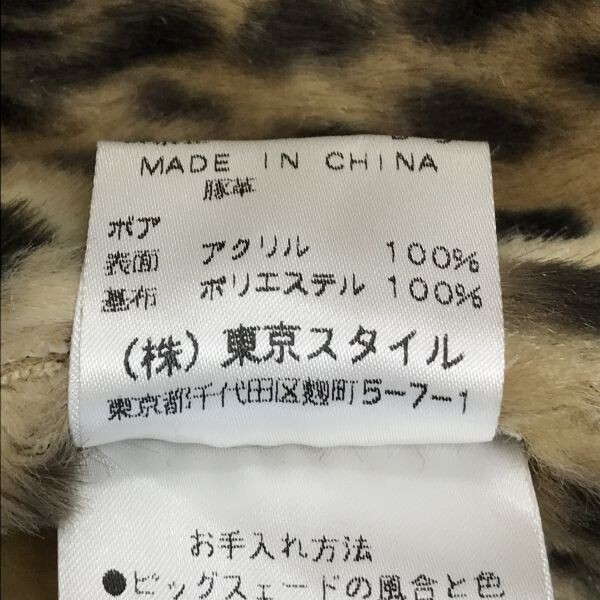 MADE IN CHINA
豚革
ボア
表面 アクリル 100%
基布 ポリエステル 100%
(株)東京スタイル
東京都千代田区麹町5-7-1
お手入れ方法
●ピッグスェードの風合と色